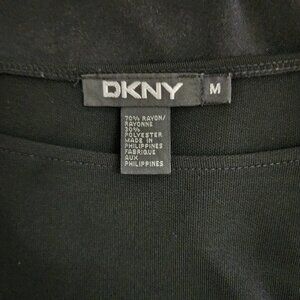 DKNY M
70% RAYON/
RAYONNE
30%
POLYESTER
MADE IN
PHILIPPINES
FABRIQUE
AUX
PHILIPPINES